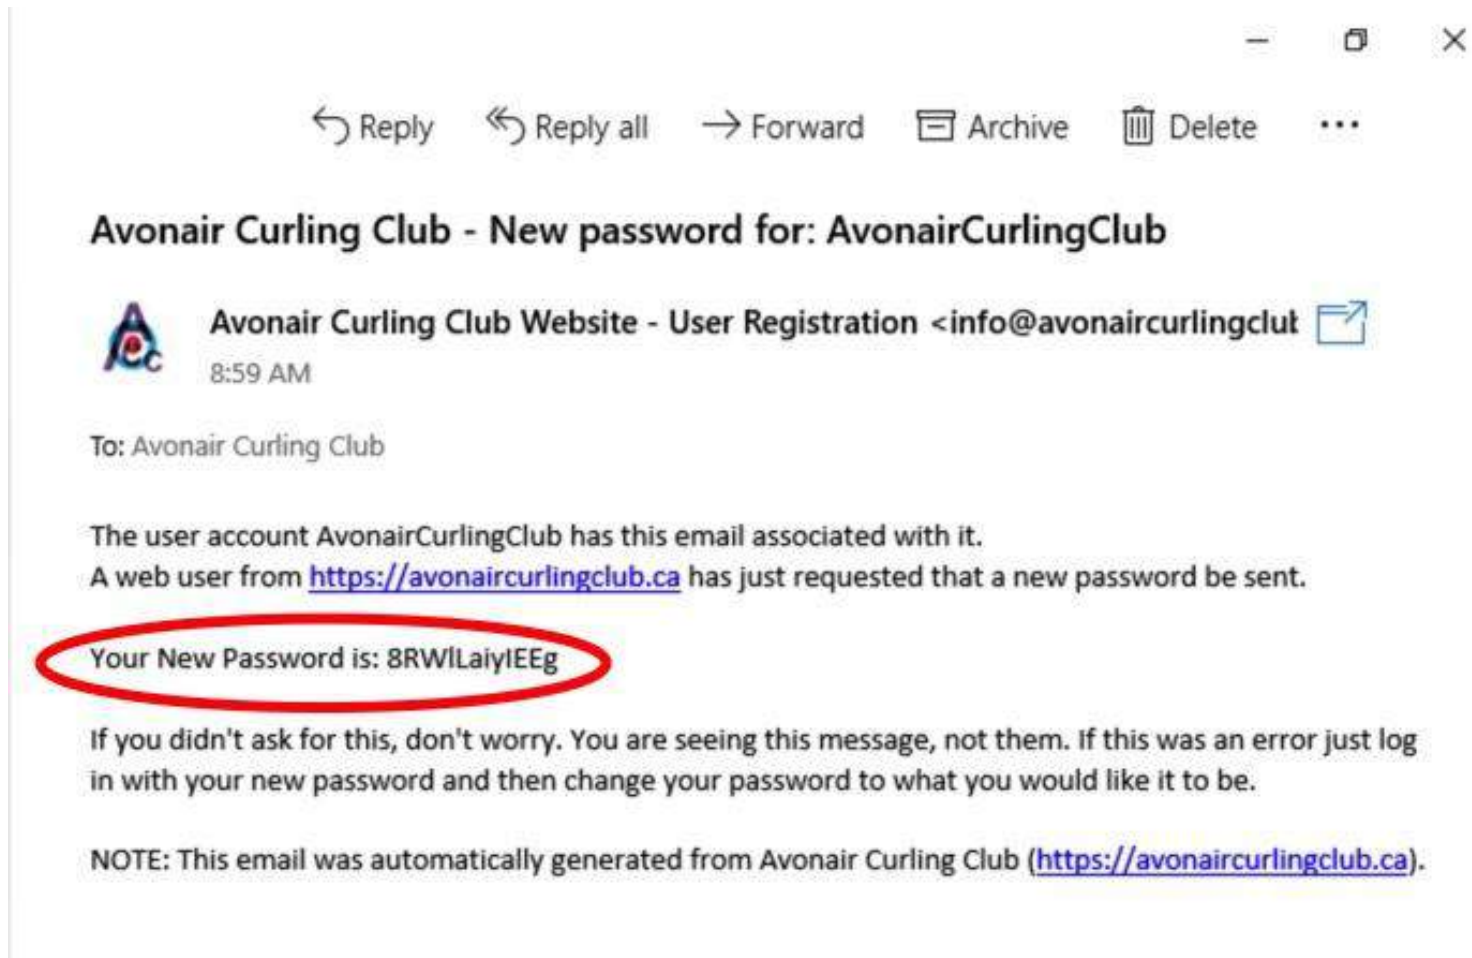 Reply Reply all Forward Archive Delete ...
Avonair Curling Club - New password for: AvonairCurlingClub
Avonair Curling Club Website - User Registration <info@avonaircurlingclub
8:59 AM
To: Avonair Curling Club
The user account AvonairCurlingClub has this email associated with it.
A web user from https://avonaircurlingclub.ca has just requested that a new password be sent.
Your New Password is: 8RWlLaiyIEEg
If you didn't ask for this, don't worry. You are seeing this message, not them. If this was an error just log
in with your new password and then change your password to what you would like it to be.
NOTE: This email was automatically generated from Avonair Curling Club (https://avonaircurlingclub.ca).